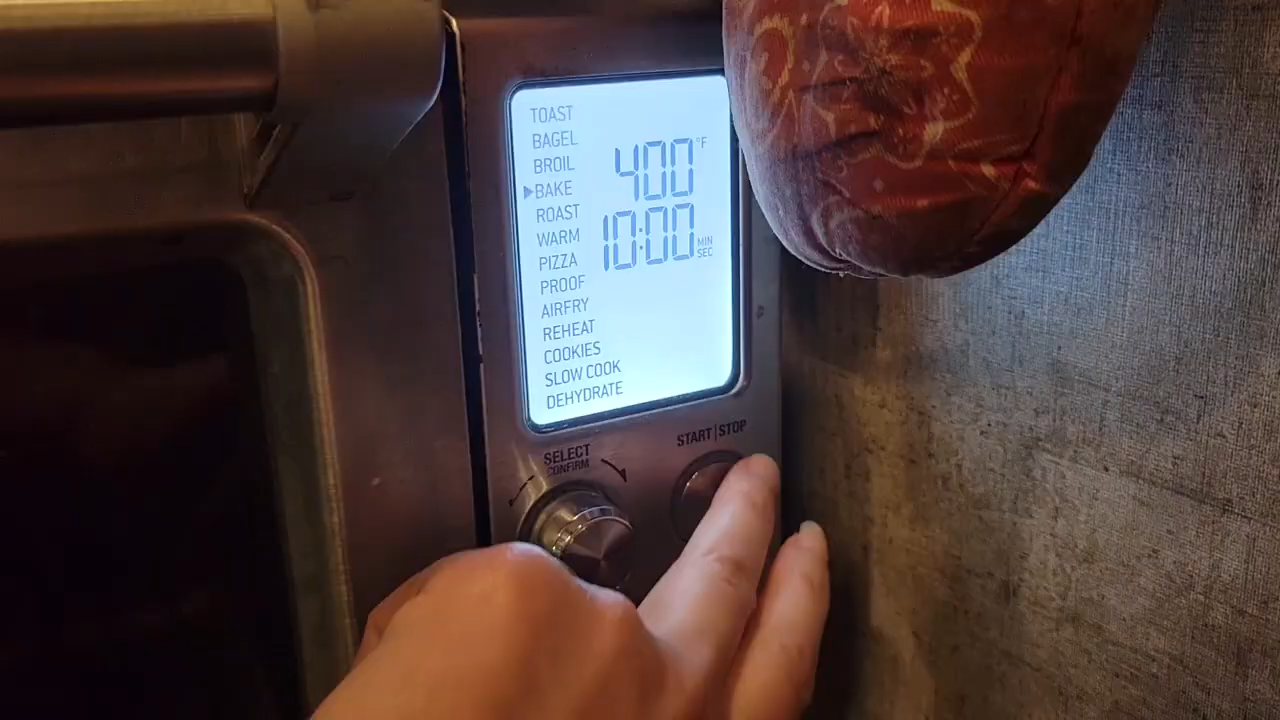 TOAST
BAGEL
BROIL
▶BAKE
ROAST
WARM
PIZZA
PROOF
AIRFRY
REHEAT
COOKIES
SLOW COOK
DEHYDRATE
400°F
10:00 MIN SEC
SELECT
CONFIRM
START|STOP